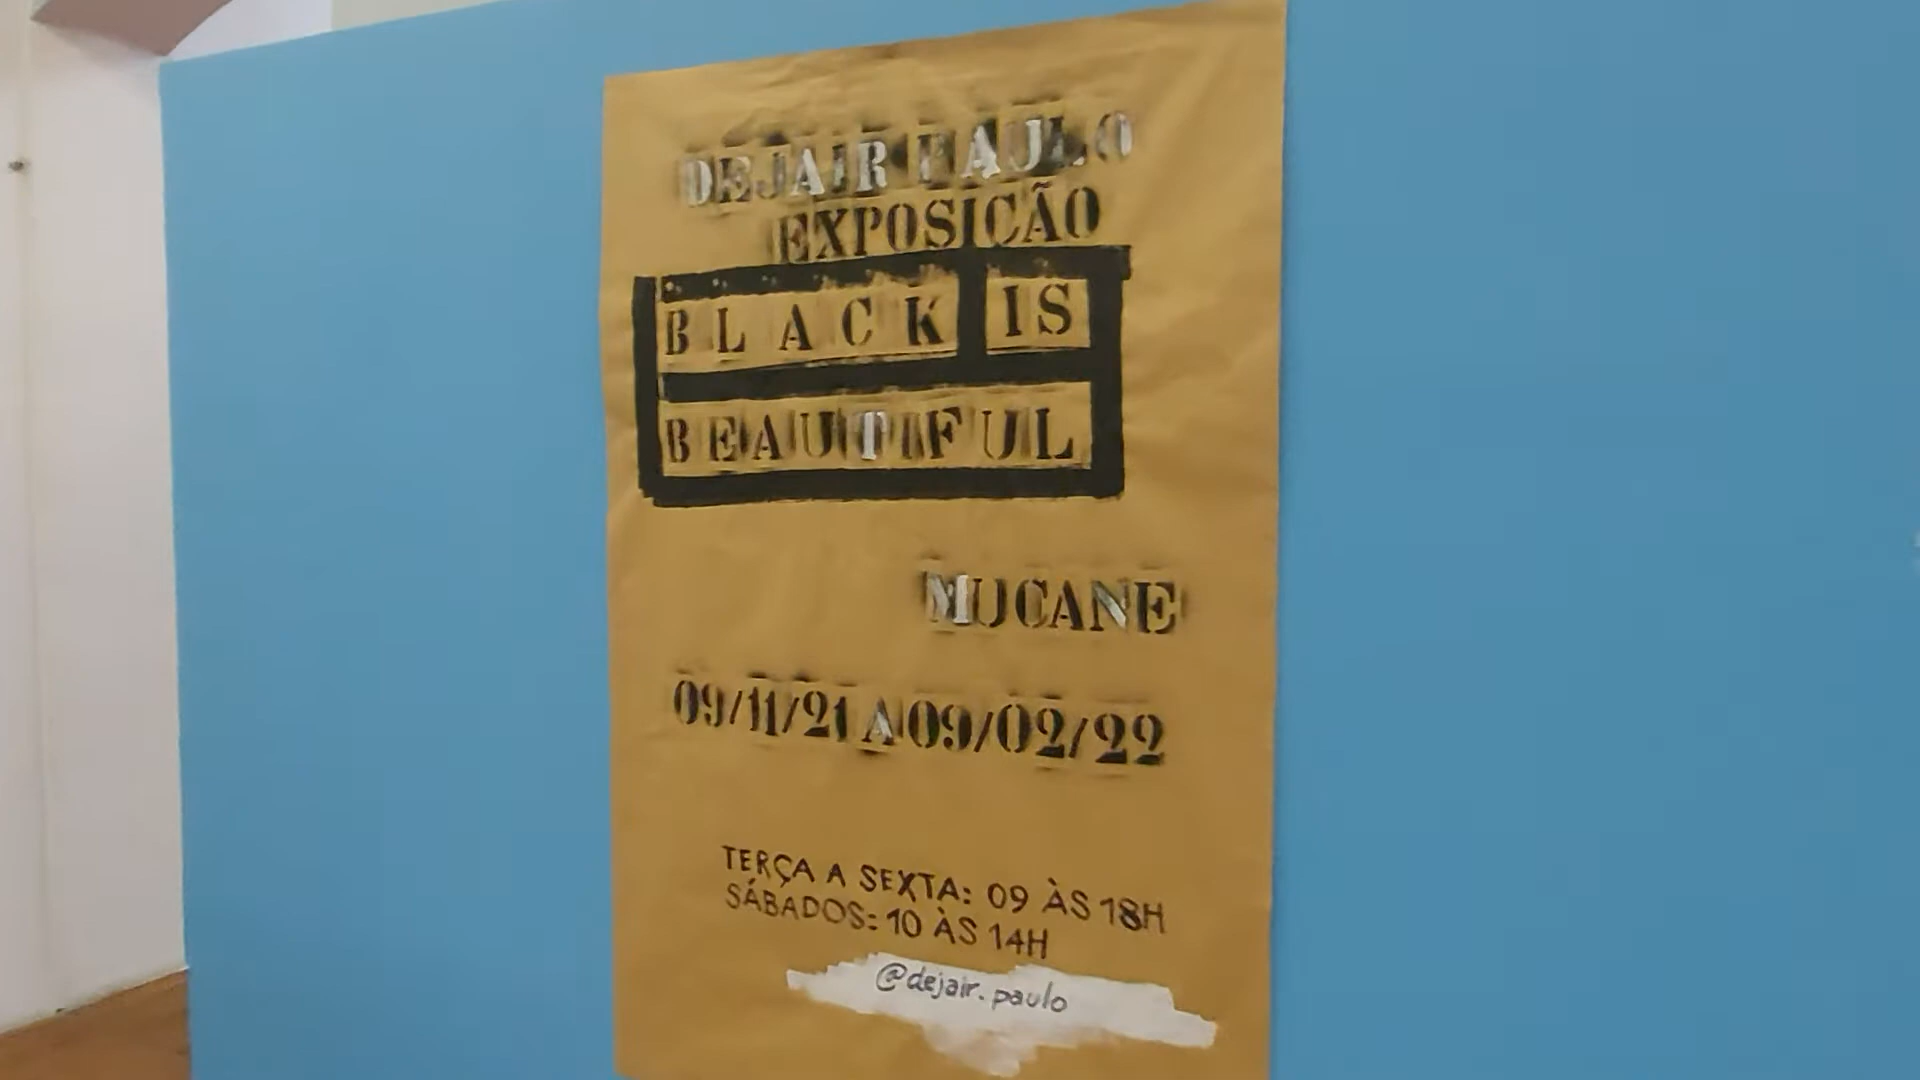 DEJAIR PAULO
EXPOSIÇÃO
BLACK IS
BEAUTIFUL
MUCANE
09/11/21 A 09/02/22
TERÇA A SEXTA: 09 ÀS 18H
SÁBADOS: 10 ÀS 14H
@dejair.paulo